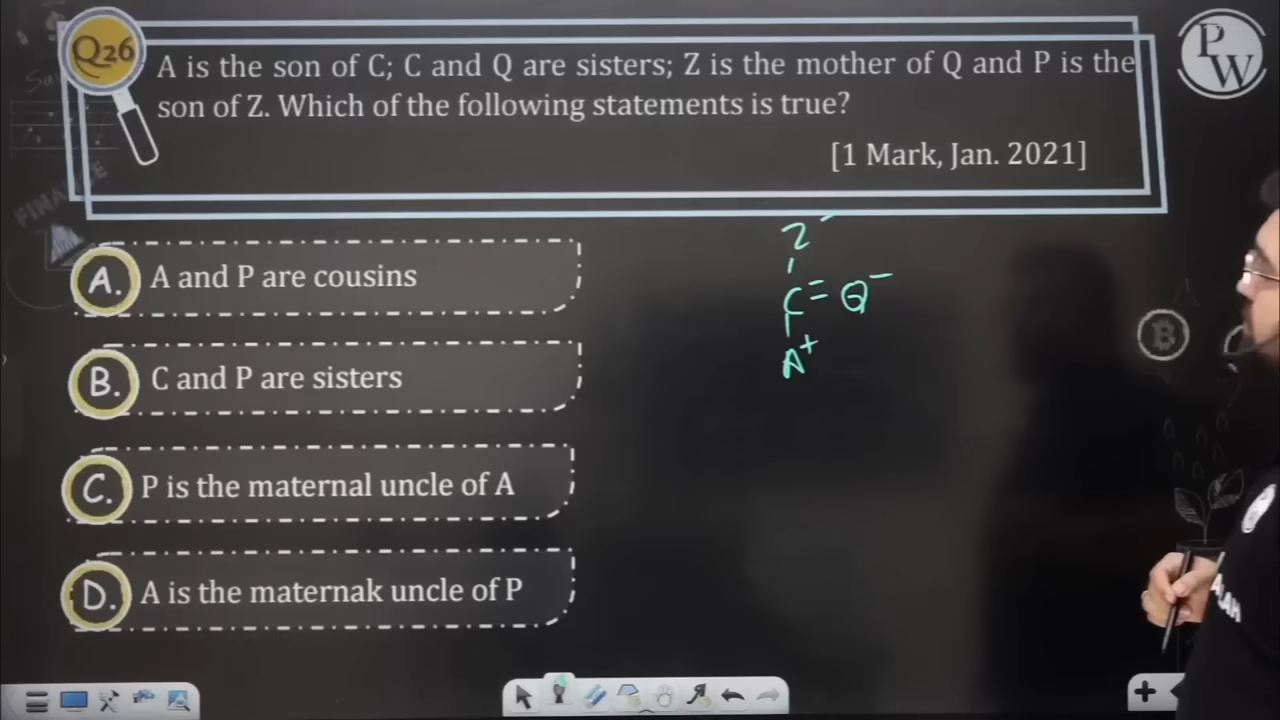 Q26
A is the son of C; C and Q are sisters; Z is the mother of Q and P is the
son of Z. Which of the following statements is true?
[1 Mark, Jan. 2021]
PW
A. A and P are cousins
B. C and P are sisters
C. P is the maternal uncle of A
D. A is the maternak uncle of P
Z -
C = Q -
A +